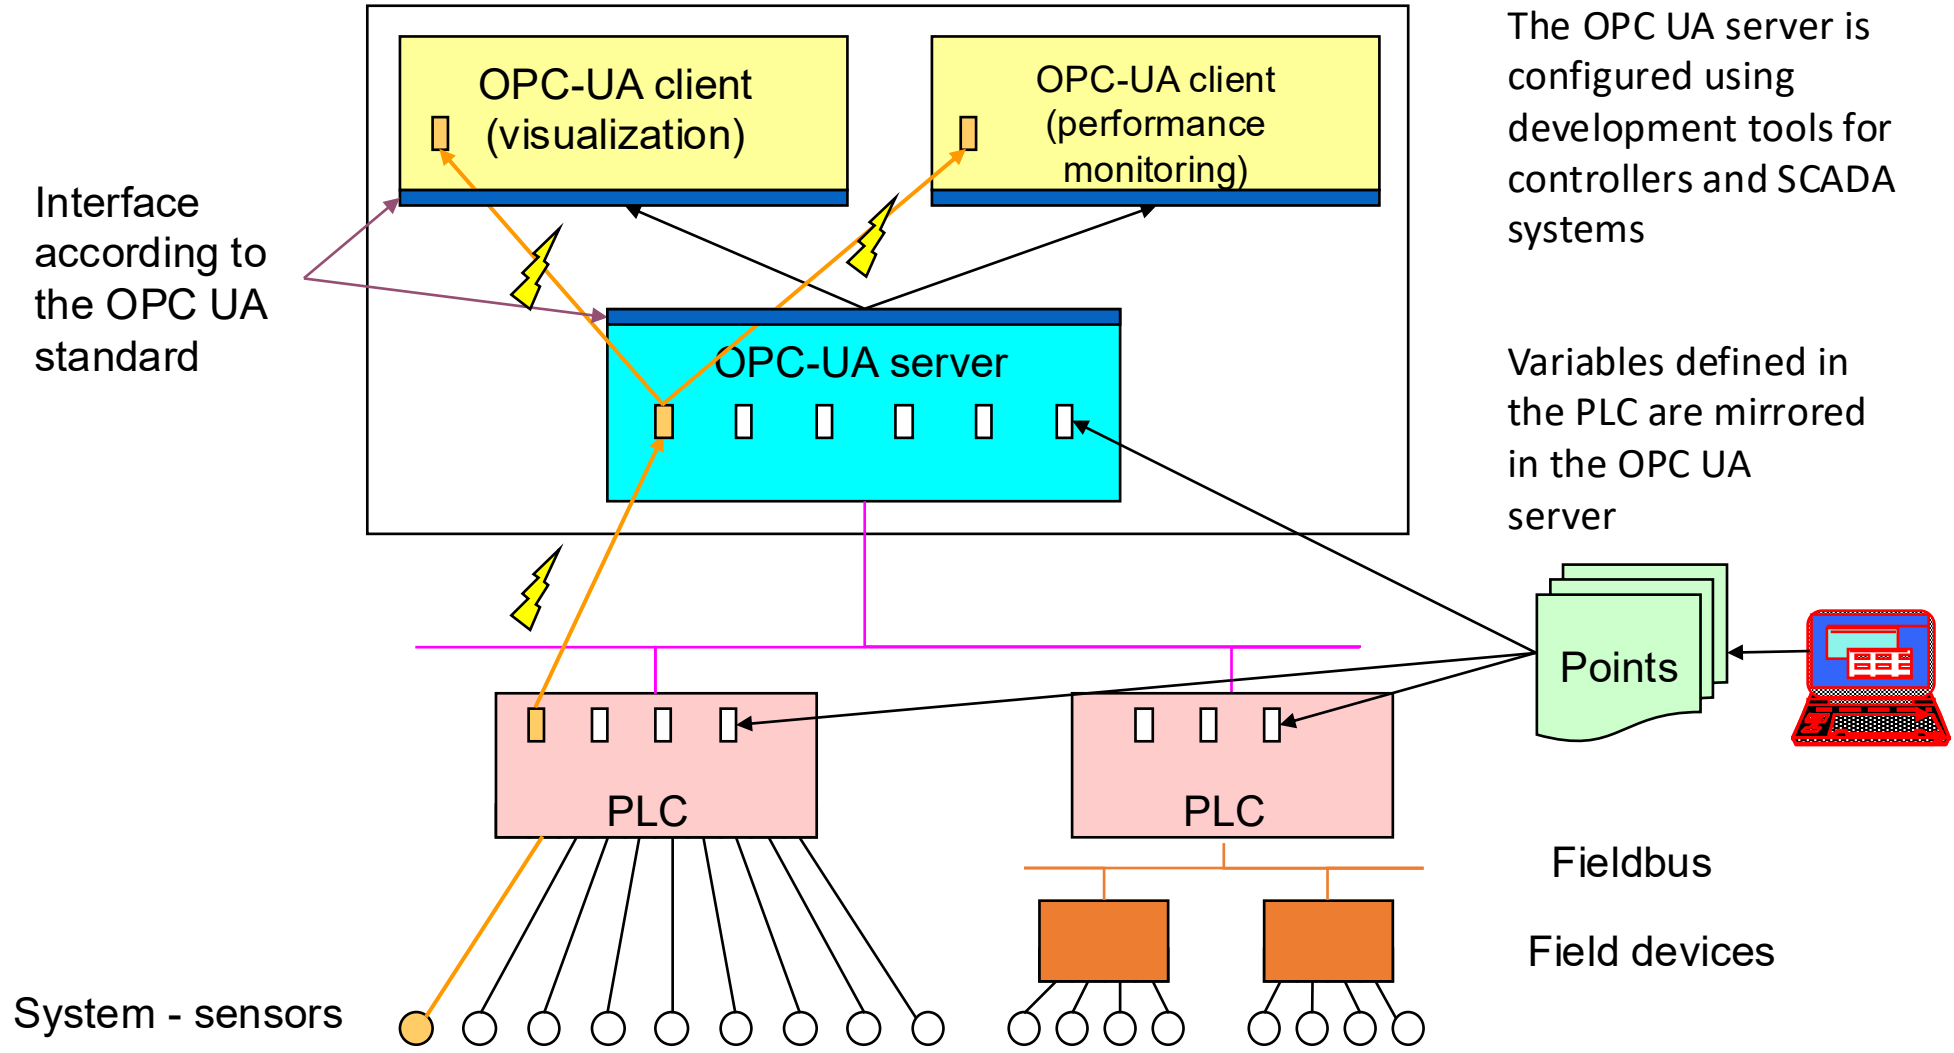 OPC-UA client
(visualization)
OPC-UA client
(performance
monitoring)
The OPC UA server is
configured using
development tools for
controllers and SCADA
systems
Interface
according to
the OPC UA
standard
OPC-UA server
Variables defined in
the PLC are mirrored
in the OPC UA
server
Points
PLC
PLC
Fieldbus
Field devices
System - sensors